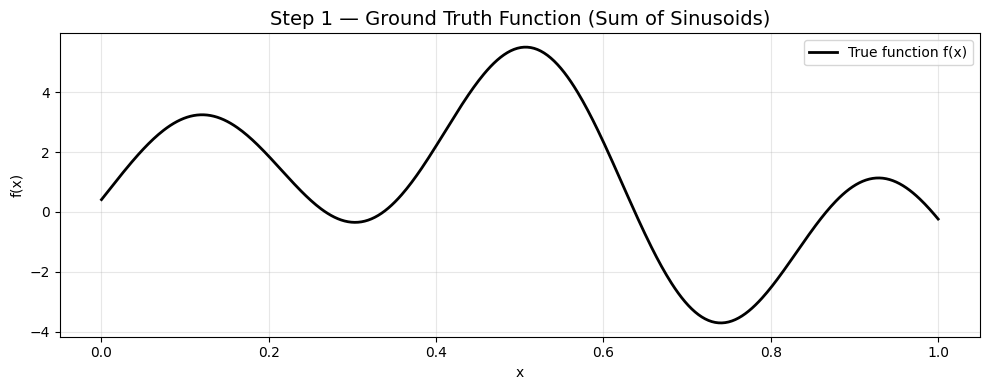 Step 1 — Ground Truth Function (Sum of Sinusoids)
True function f(x)
f(x)
4
2
0
−2
−4
0.0 0.2 0.4 0.6 0.8 1.0
x